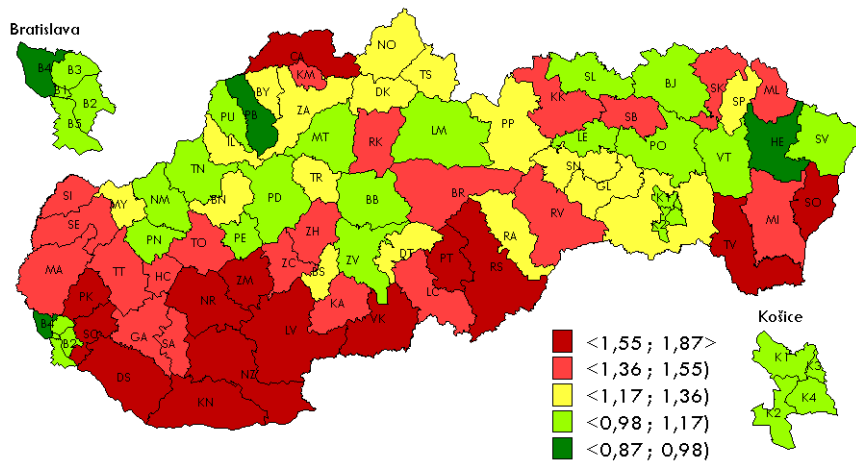 Bratislava
B4
B3
B1
B2
B5
CA
NO
KM
TS
BY
DK
PU
PB
ZA
IL
MT
RK
LM
PP
KK
SL
BJ
SK
SP
ML
SB
LE
PO
VT
HE
SV
TN
TR
SN
GL
SI
MY
NM
BN
PD
BB
BR
RV
SE
PN
TO
PE
ZH
ZV
DT
RA
K1
MI
SO
TV
MA
TT
HC
ZC
BS
PT
RS
PK
ZM
NR
KA
LC
VK
LV
B4
B2
SC
GA
SA
DS
NZ
KN
Košice
K1
K3
K4
K2
<1,55 ; 1,87>
<1,36 ; 1,55)
<1,17 ; 1,36)
<0,98 ; 1,17)
<0,87 ; 0,98)